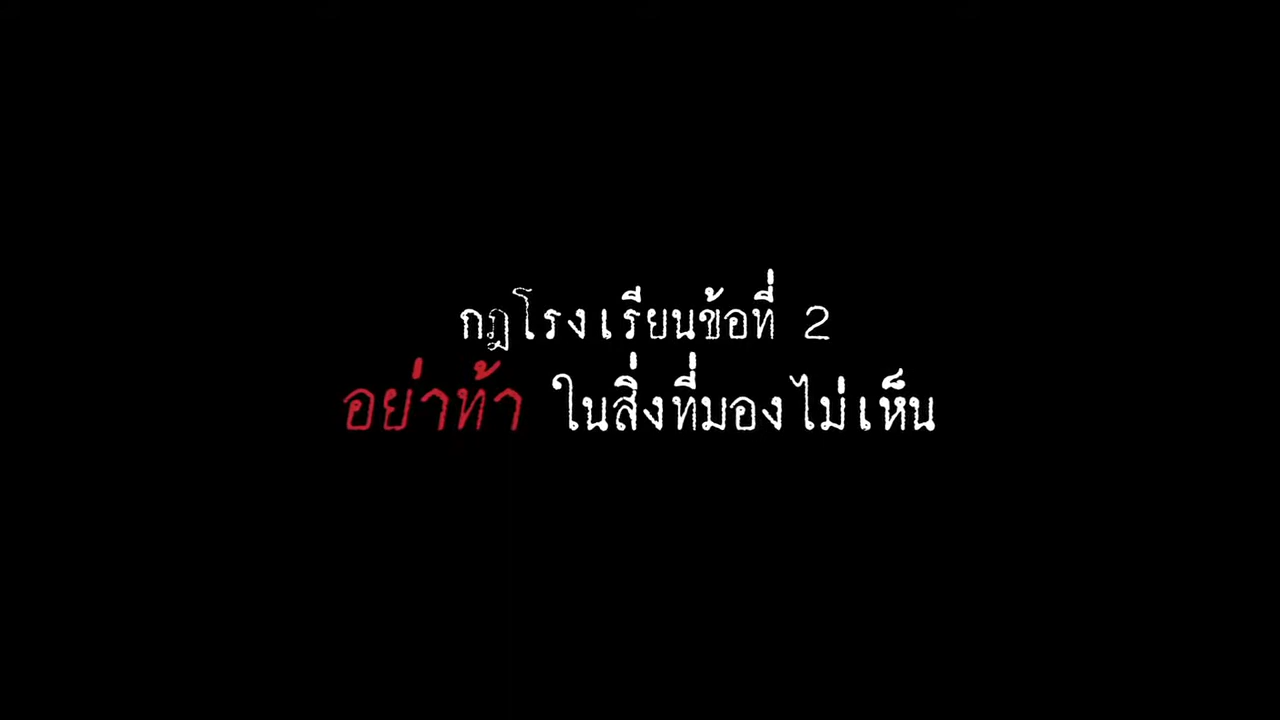 กฎโรงเรียนข้อที่ 2
อย่าท้า ในสิ่งที่มองไม่เห็น